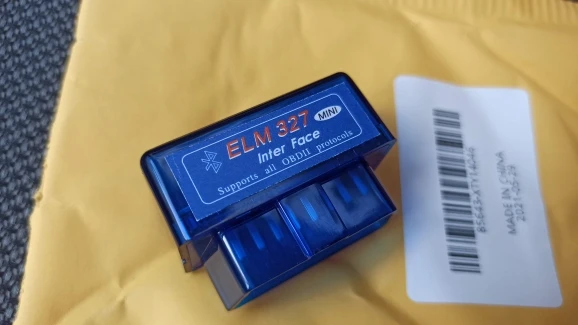 ELM 327
MINI
Inter Face
Supports all OBDII protocols
MADE IN CHINA